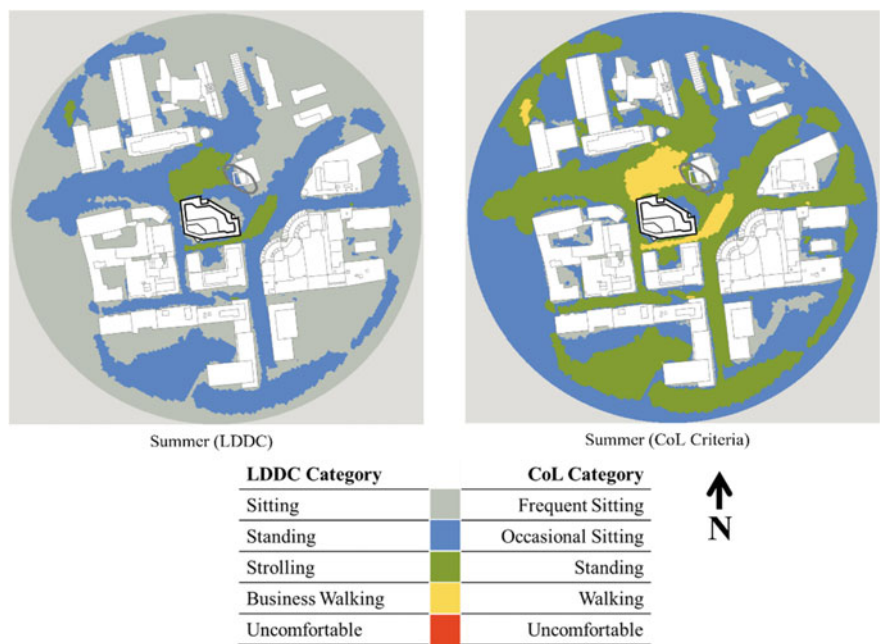 Summer (LDDC)
Summer (CoL Criteria)
LDDC Category CoL Category
Sitting Frequent Sitting
Standing Occasional Sitting
Strolling Standing
Business Walking Walking
Uncomfortable Uncomfortable
N